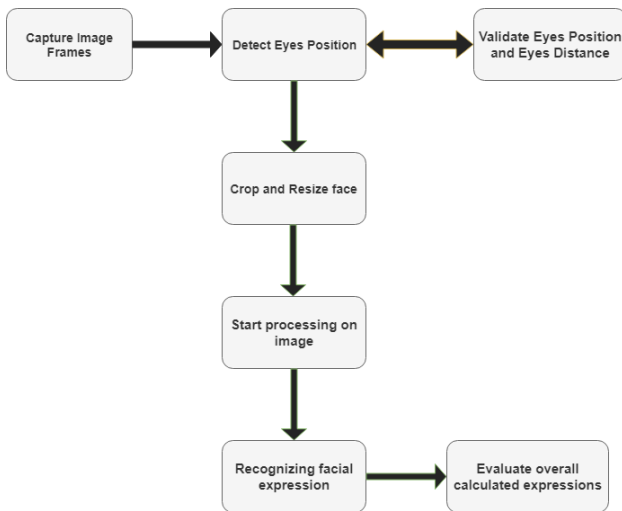 Capture Image
Frames
Detect Eyes Position
Validate Eyes Position
and Eyes Distance
Crop and Resize face
Start processing on
image
Recognizing facial
expression
Evaluate overall
calculated expressions